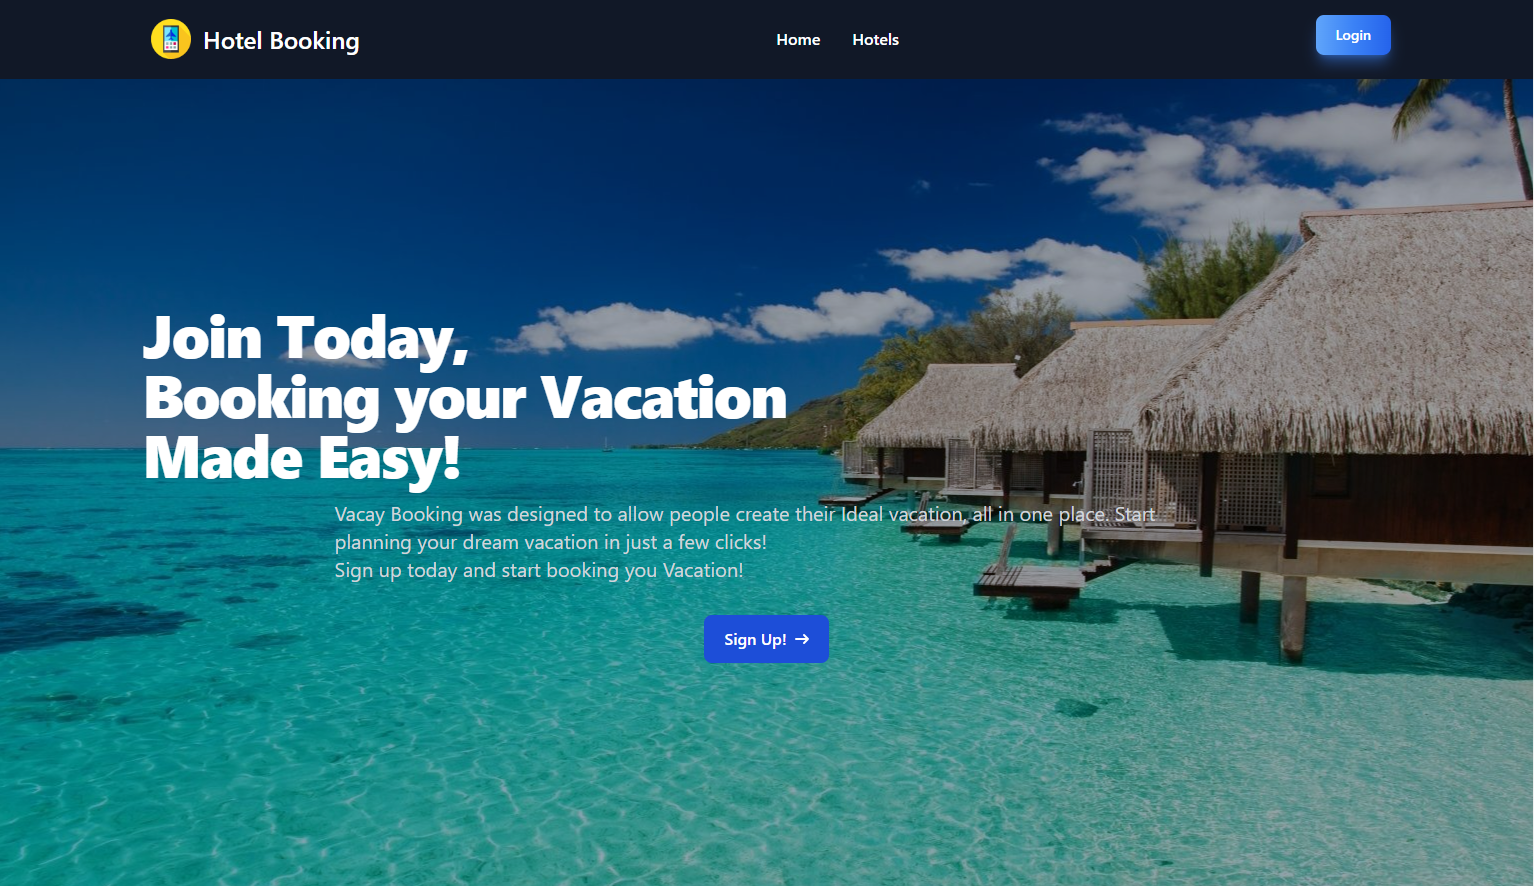 Hotel Booking
Home
Hotels
Login
Join Today,
Booking your Vacation
Made Easy!
Vacay Booking was designed to allow people create their Ideal vacation, all in one place. Start
planning your dream vacation in just a few clicks!
Sign up today and start booking you Vacation!
Sign Up! →